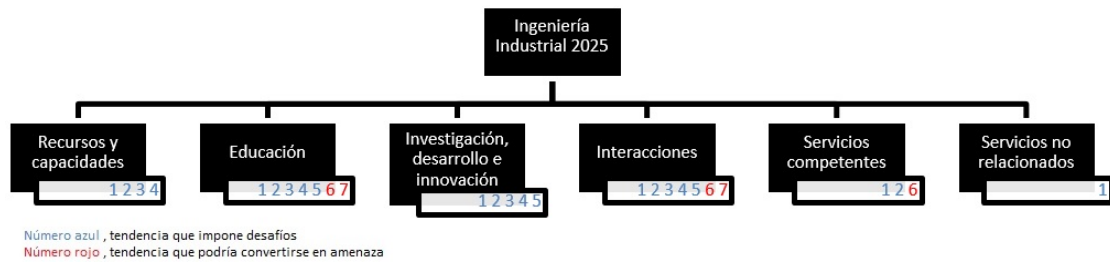 Ingeniería
Industrial 2025
Recursos y
capacidades
1 2 3 4
Educación
1 2 3 4 5 6 7
Investigación,
desarrollo e
innovación
1 2 3 4 5
Interacciones
1 2 3 4 5 6 7
Servicios
competentes
1 2 6
Servicios no
relacionados
1
Número azul , tendencia que impone desafíos
Número rojo , tendencia que podría convertirse en amenaza